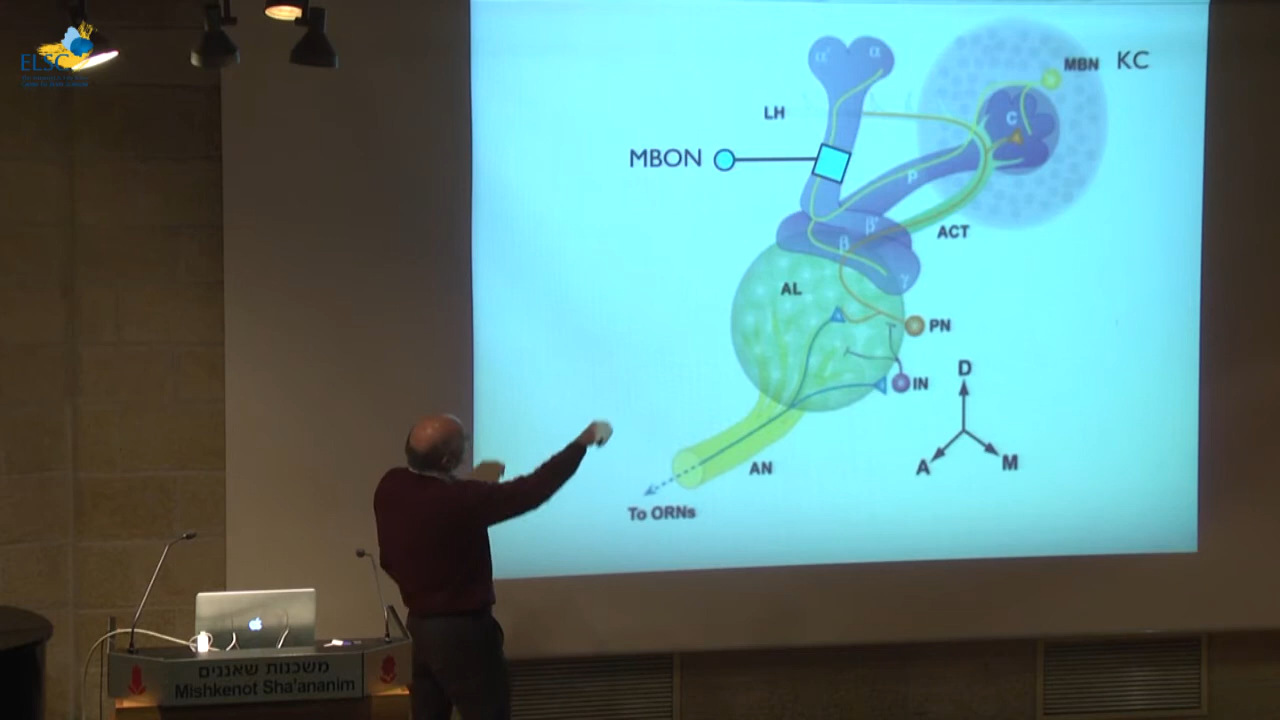 ELSC
α'
α
MBN
KC
LH
C
MBON
P
β'
ACT
β
γ
AL
PN
D
IN
A
M
AN
To ORNs
משכנות שאננים
Mishkenot Sha'ananim